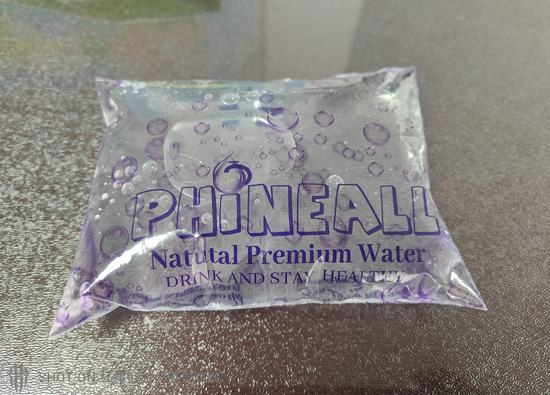 PHINEALL
Natutal Premium Water
DRINK AND STAY HEALTHY